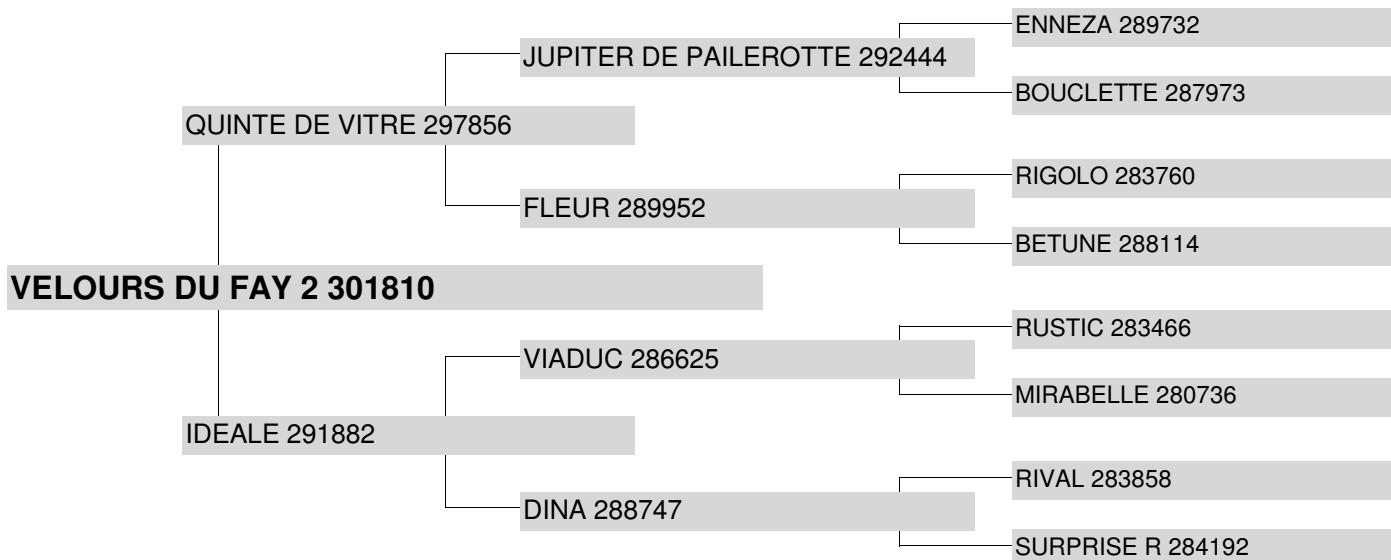 ENNEZA 289732
JUPITER DE PAILEROTTE 292444
BOUCLETTE 287973
QUINTE DE VITRE 297856
RIGOLO 283760
FLEUR 289952
BETUNE 288114
VELOURS DU FAY 2 301810
RUSTIC 283466
VIADUC 286625
MIRABELLE 280736
IDEALE 291882
RIVAL 283858
DINA 288747
SURPRISE R 284192